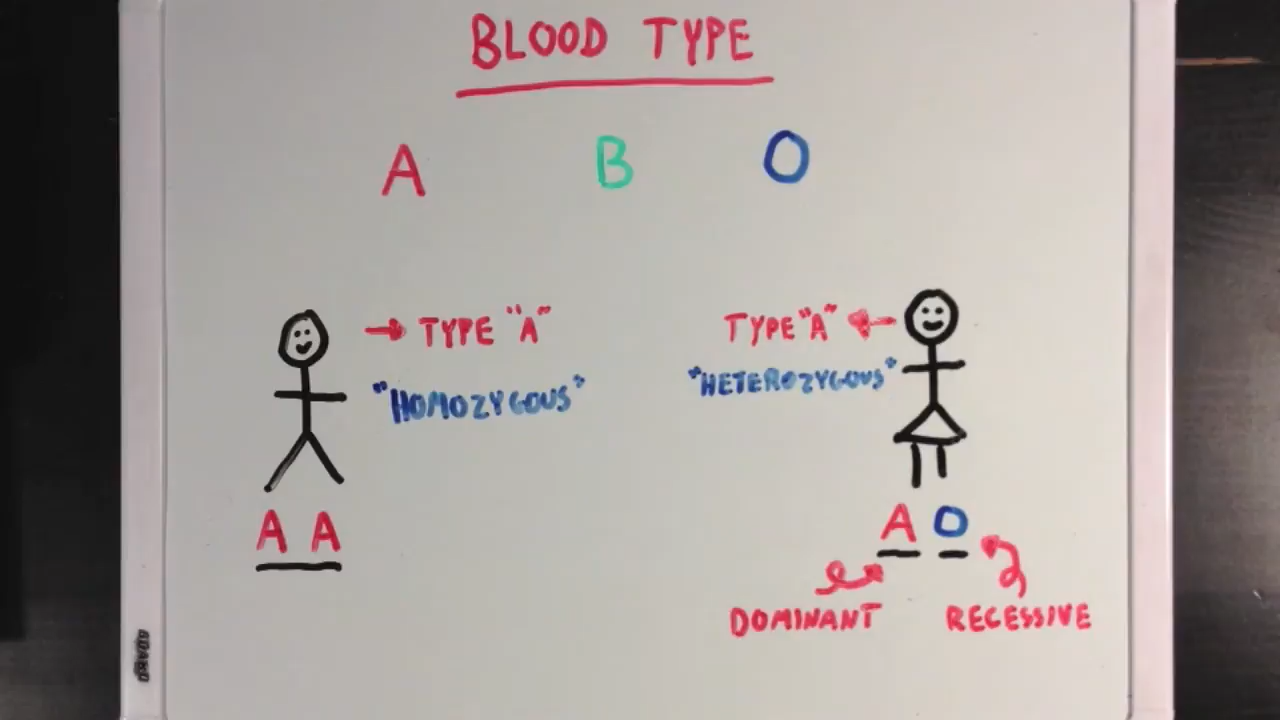 BLOOD TYPE
A B O
→ TYPE "A"
"HOMOZYGOUS"
A A
TYPE "A" ←
"HETEROZYGOUS"
A O
DOMINANT RECESSIVE